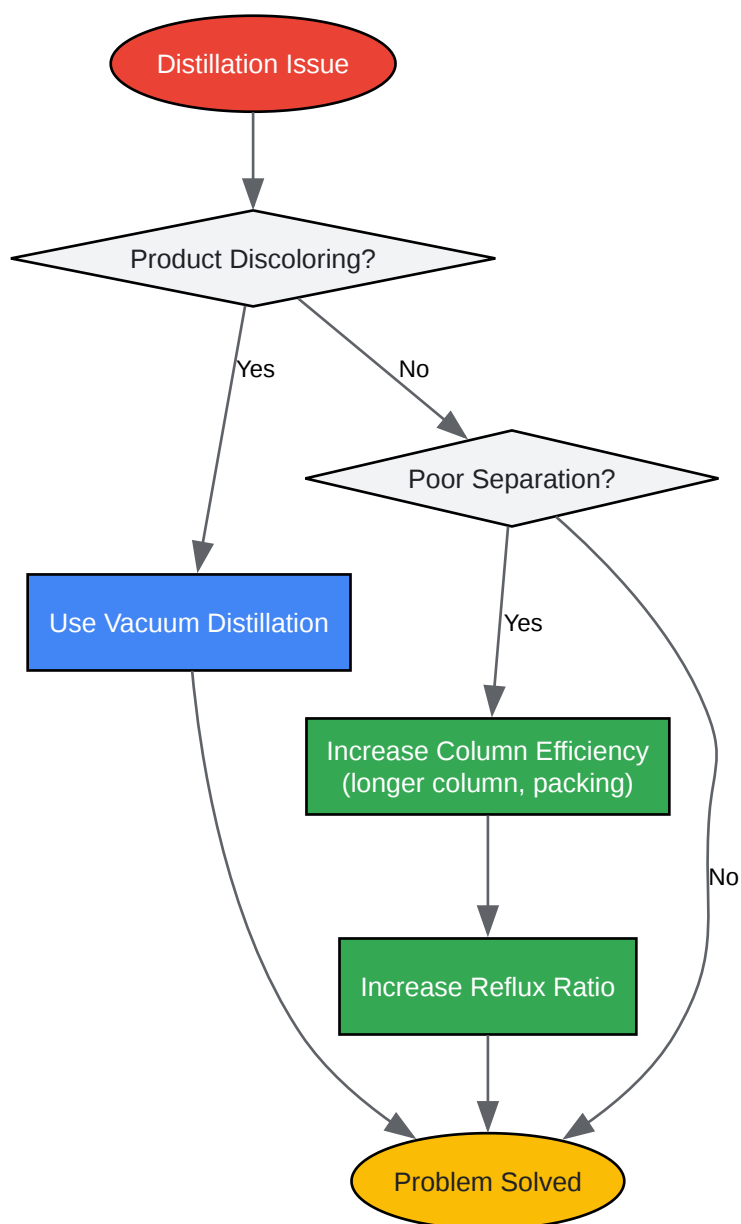 Distillation Issue
Product Discoloring?
Yes
No
Poor Separation?
Use Vacuum Distillation
Yes
Increase Column Efficiency
(longer column, packing)
No
Increase Reflux Ratio
Problem Solved